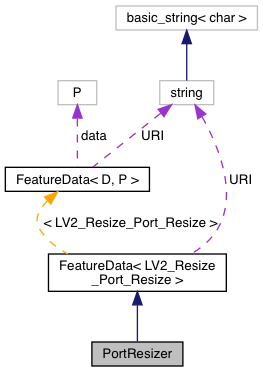 basic_string< char >
P
string
data
URI
FeatureData< D, P >
URI
< LV2_Resize_Port_Resize >
FeatureData< LV2_Resize
_Port_Resize >
PortResizer